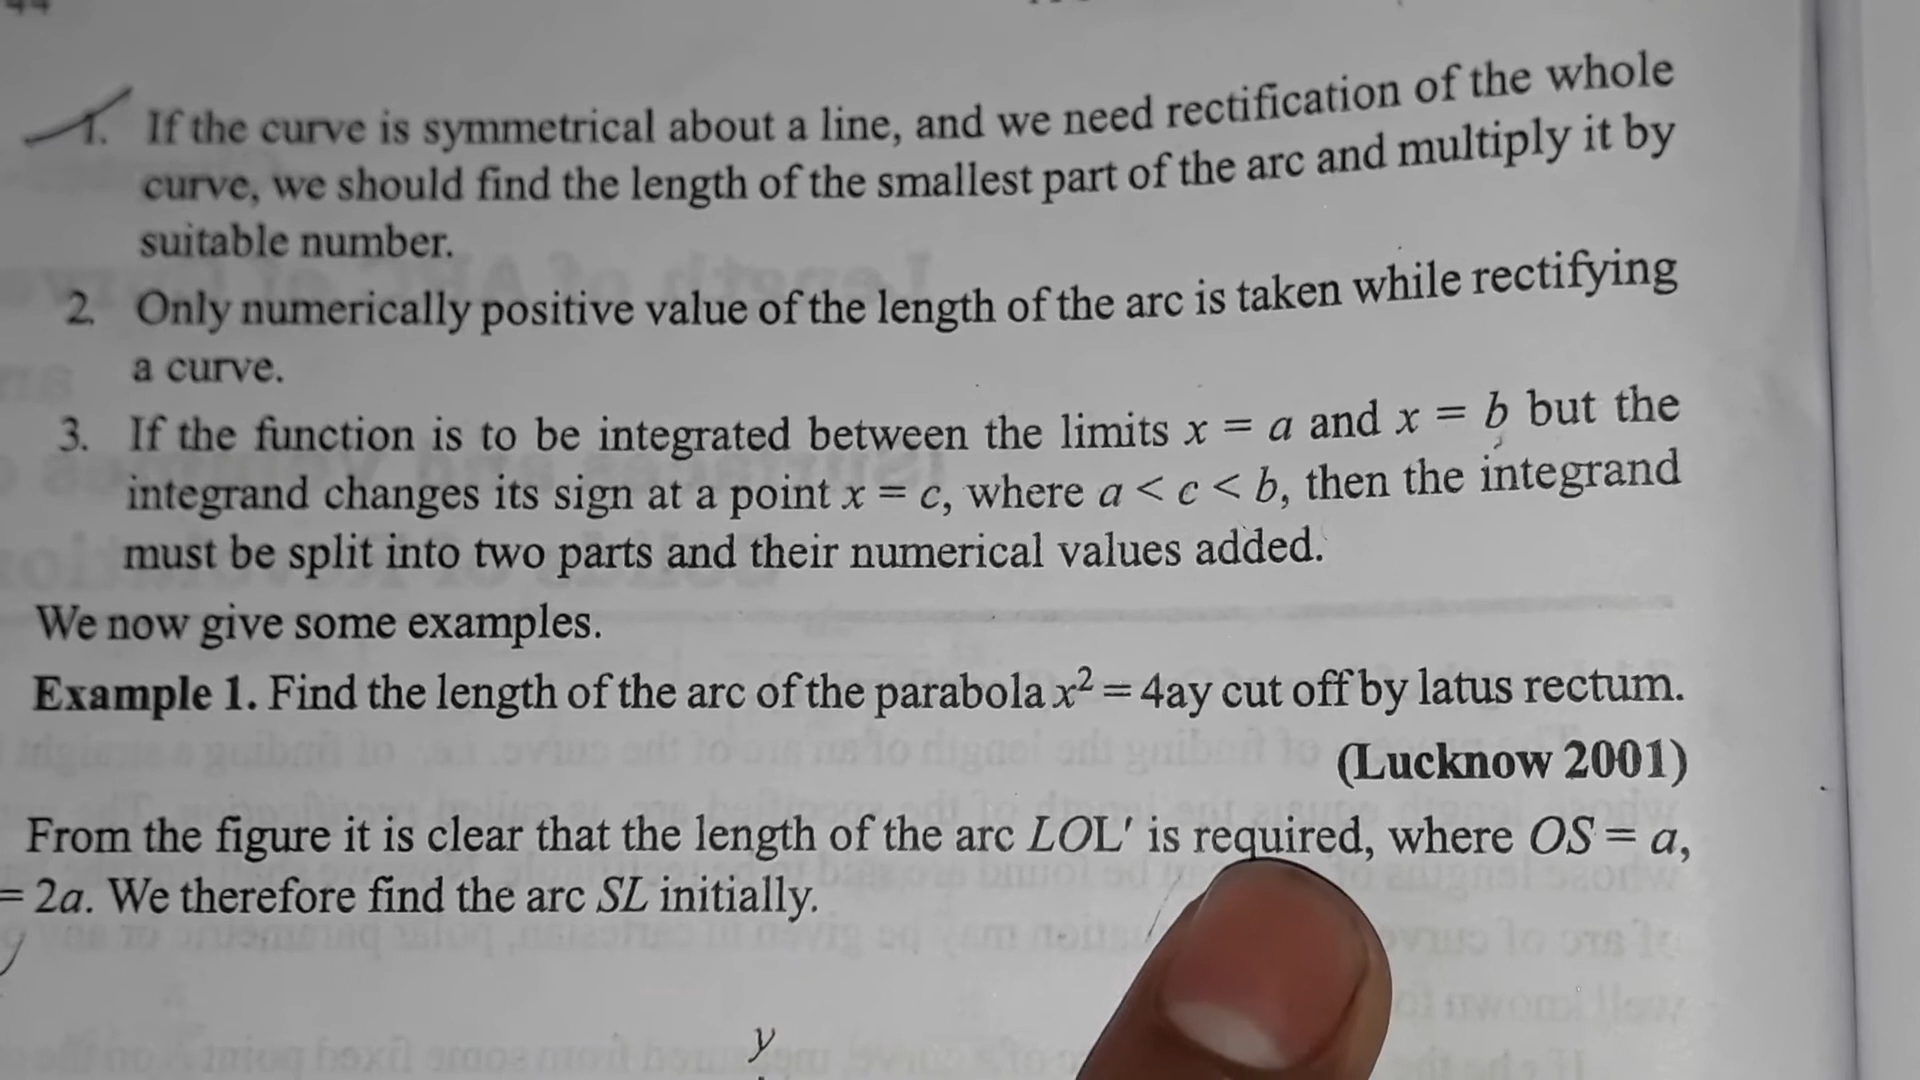 1. If the curve is symmetrical about a line, and we need rectification of the whole
curve, we should find the length of the smallest part of the arc and multiply it by
suitable number.
2. Only numerically positive value of the length of the arc is taken while rectifying
a curve.
3. If the function is to be integrated between the limits x = a and x = b but the
integrand changes its sign at a point x = c, where a < c < b, then the integrand
must be split into two parts and their numerical values added.
We now give some examples.
Example 1. Find the length of the arc of the parabola x² = 4ay cut off by latus rectum.
(Lucknow 2001)
From the figure it is clear that the length of the arc LOL′ is required, where OS = a,
= 2a. We therefore find the arc SL initially.
y